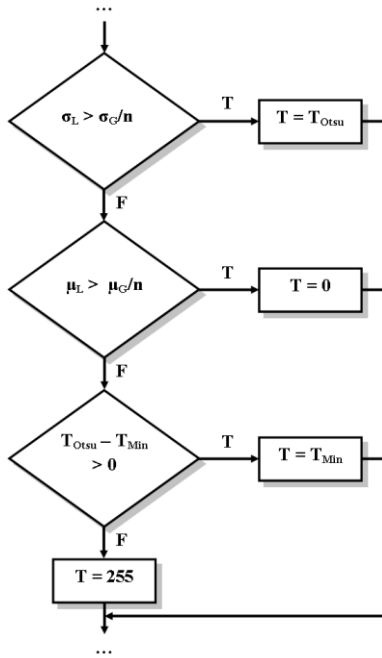 ...
σL > σG/n
T
T = TOtsu
F
μL > μG/n
T
T = 0
F
TOtsu – TMin
> 0
T
T = TMin
F
T = 255
...